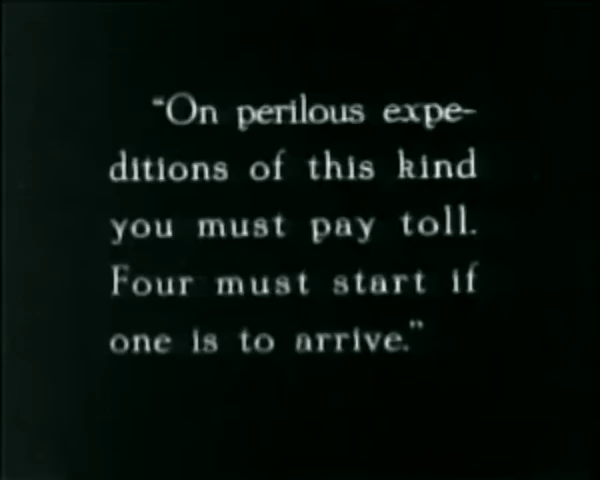 "On perilous expe-
ditions of this kind
you must pay toll.
Four must start if
one is to arrive."